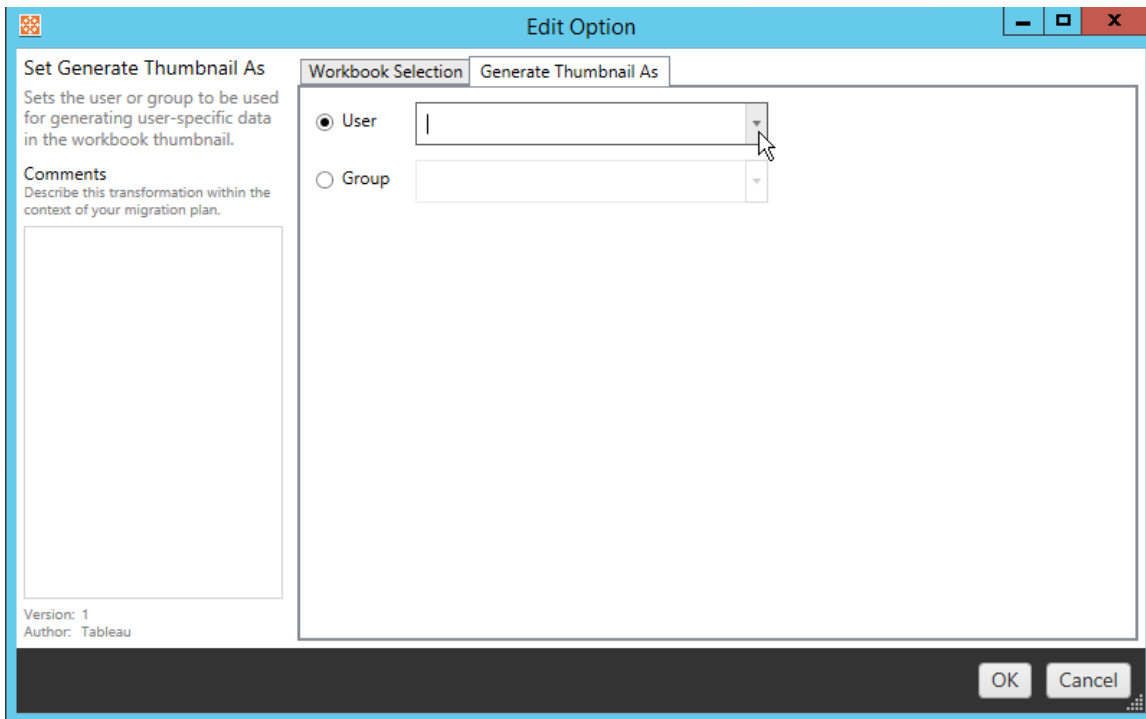 Edit Option
Set Generate Thumbnail As
Sets the user or group to be used
for generating user-specific data
in the workbook thumbnail.
Comments
Describe this transformation within the
context of your migration plan.
Version: 1
Author: Tableau
Workbook Selection
Generate Thumbnail As
User
Group
OK
Cancel